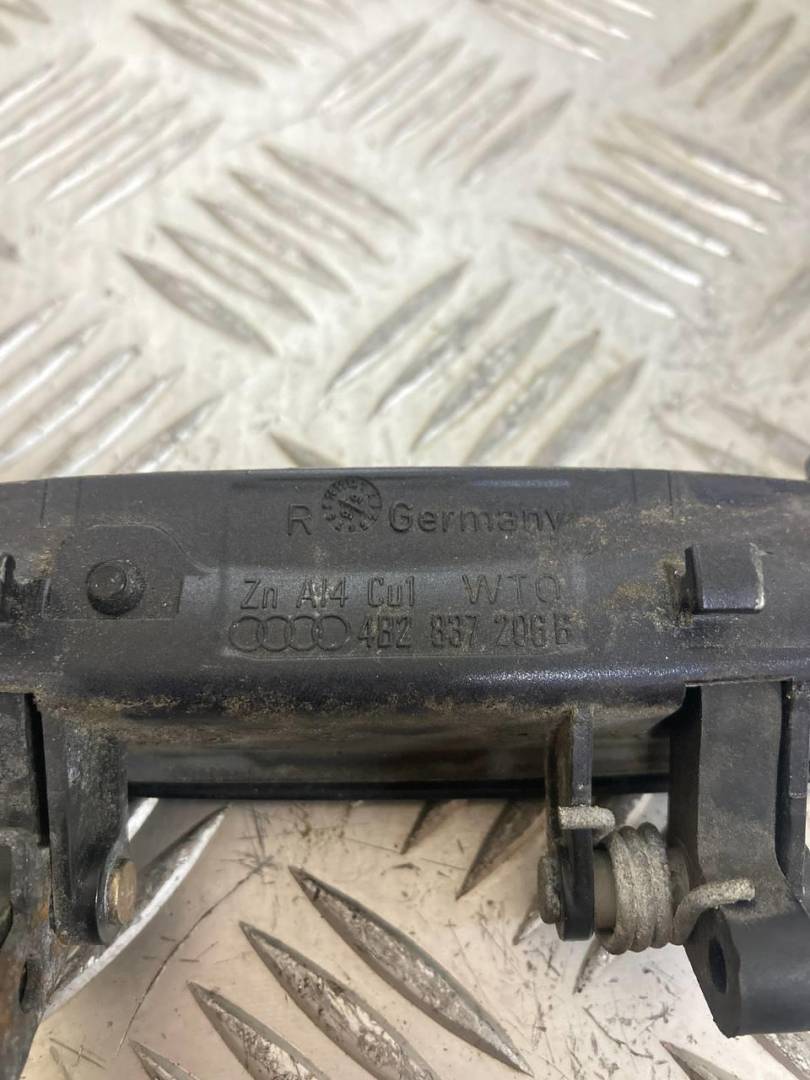 R Germany
Zn Al4 Cu1 WTO
4B2 837 206 B